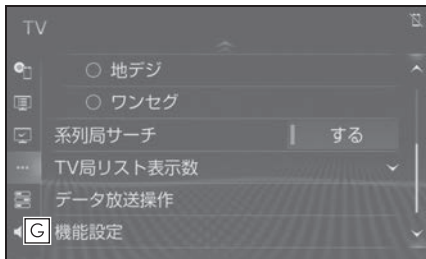 TV
○ 地デジ
○ ワンセグ
系列局サーチ する
TV局リスト表示数
データ放送操作
G 機能設定